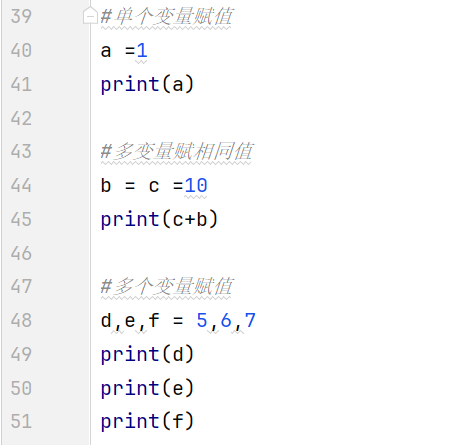 39 #单个变量赋值
40 a =1
41 print(a)
42
43 #多变量赋相同值
44 b = c =10
45 print(c+b)
46
47 #多个变量赋值
48 d,e,f = 5,6,7
49 print(d)
50 print(e)
51 print(f)